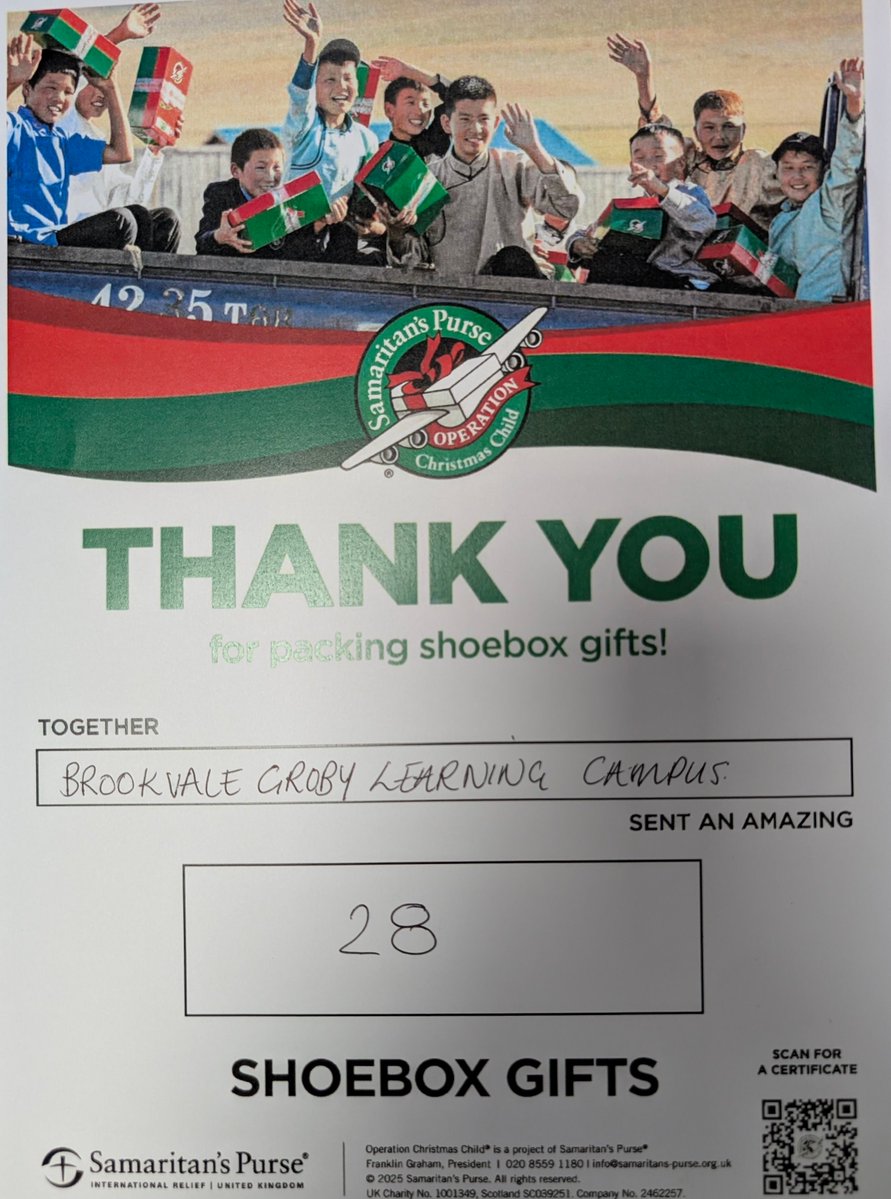 42 35 ТӨВ
Samaritan's Purse
OPERATION
Christmas Child
®
THANK YOU
for packing shoebox gifts!
TOGETHER
BROOKVALE GROBY LEARNING CAMPUS.
SENT AN AMAZING
28
SHOEBOX GIFTS
SCAN FOR
A CERTIFICATE
Samaritan's Purse®
INTERNATIONAL RELIEF | UNITED KINGDOM
Operation Christmas Child® is a project of Samaritan's Purse®
Franklin Graham, President | 020 8559 1180 | info@samaritans-purse.org.uk
© 2025 Samaritan's Purse. All rights reserved.
UK Charity No. 1001349, Scotland SC039251. Company No. 2462257.